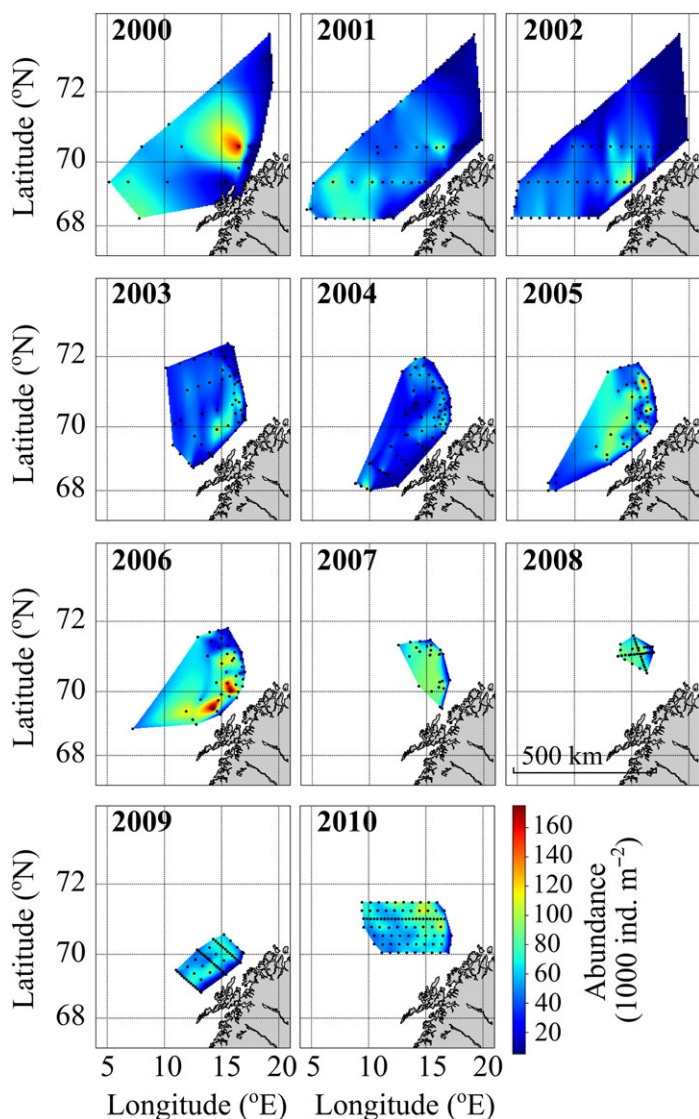 2000 2001 2002
Latitude (°N)
72
70
68
2003 2004 2005
Latitude (°N)
72
70
68
2006 2007 2008
Latitude (°N)
72
70
68
500 km
2009 2010
Latitude (°N)
72
70
68
5 10 15 20 5 10 15 20
Longitude (°E) Longitude (°E)
160
140
120
100
80
60
40
20
Abundance
(1000 ind. m⁻²)